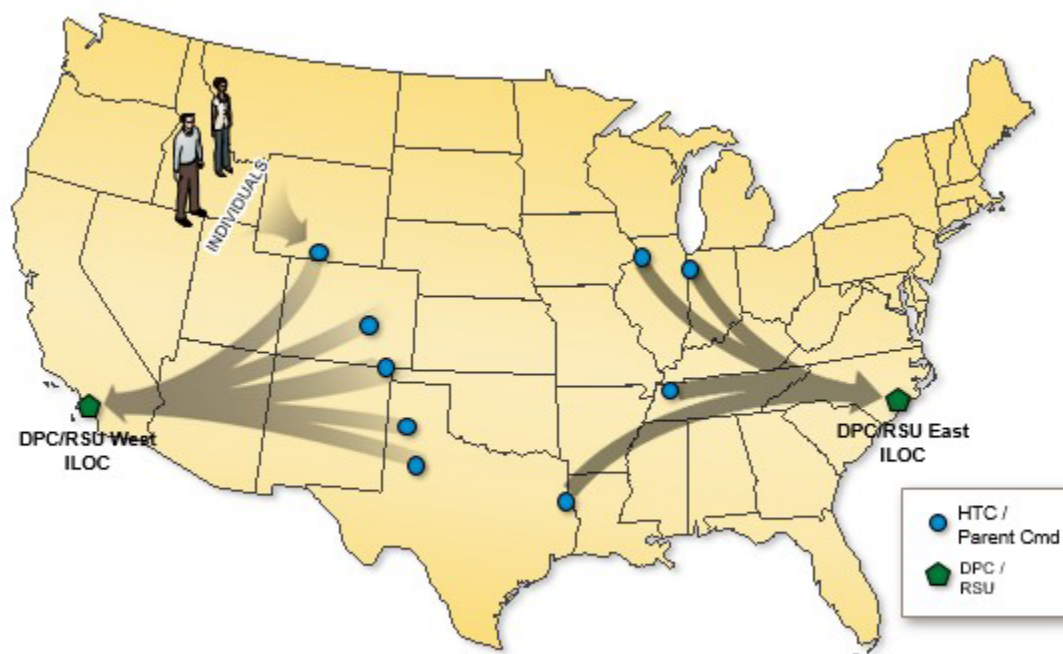 INDIVIDUALS
DPC/RSU West
ILOC
DPC/RSU East
ILOC
HTC /
Parent Cmd
DPC /
RSU